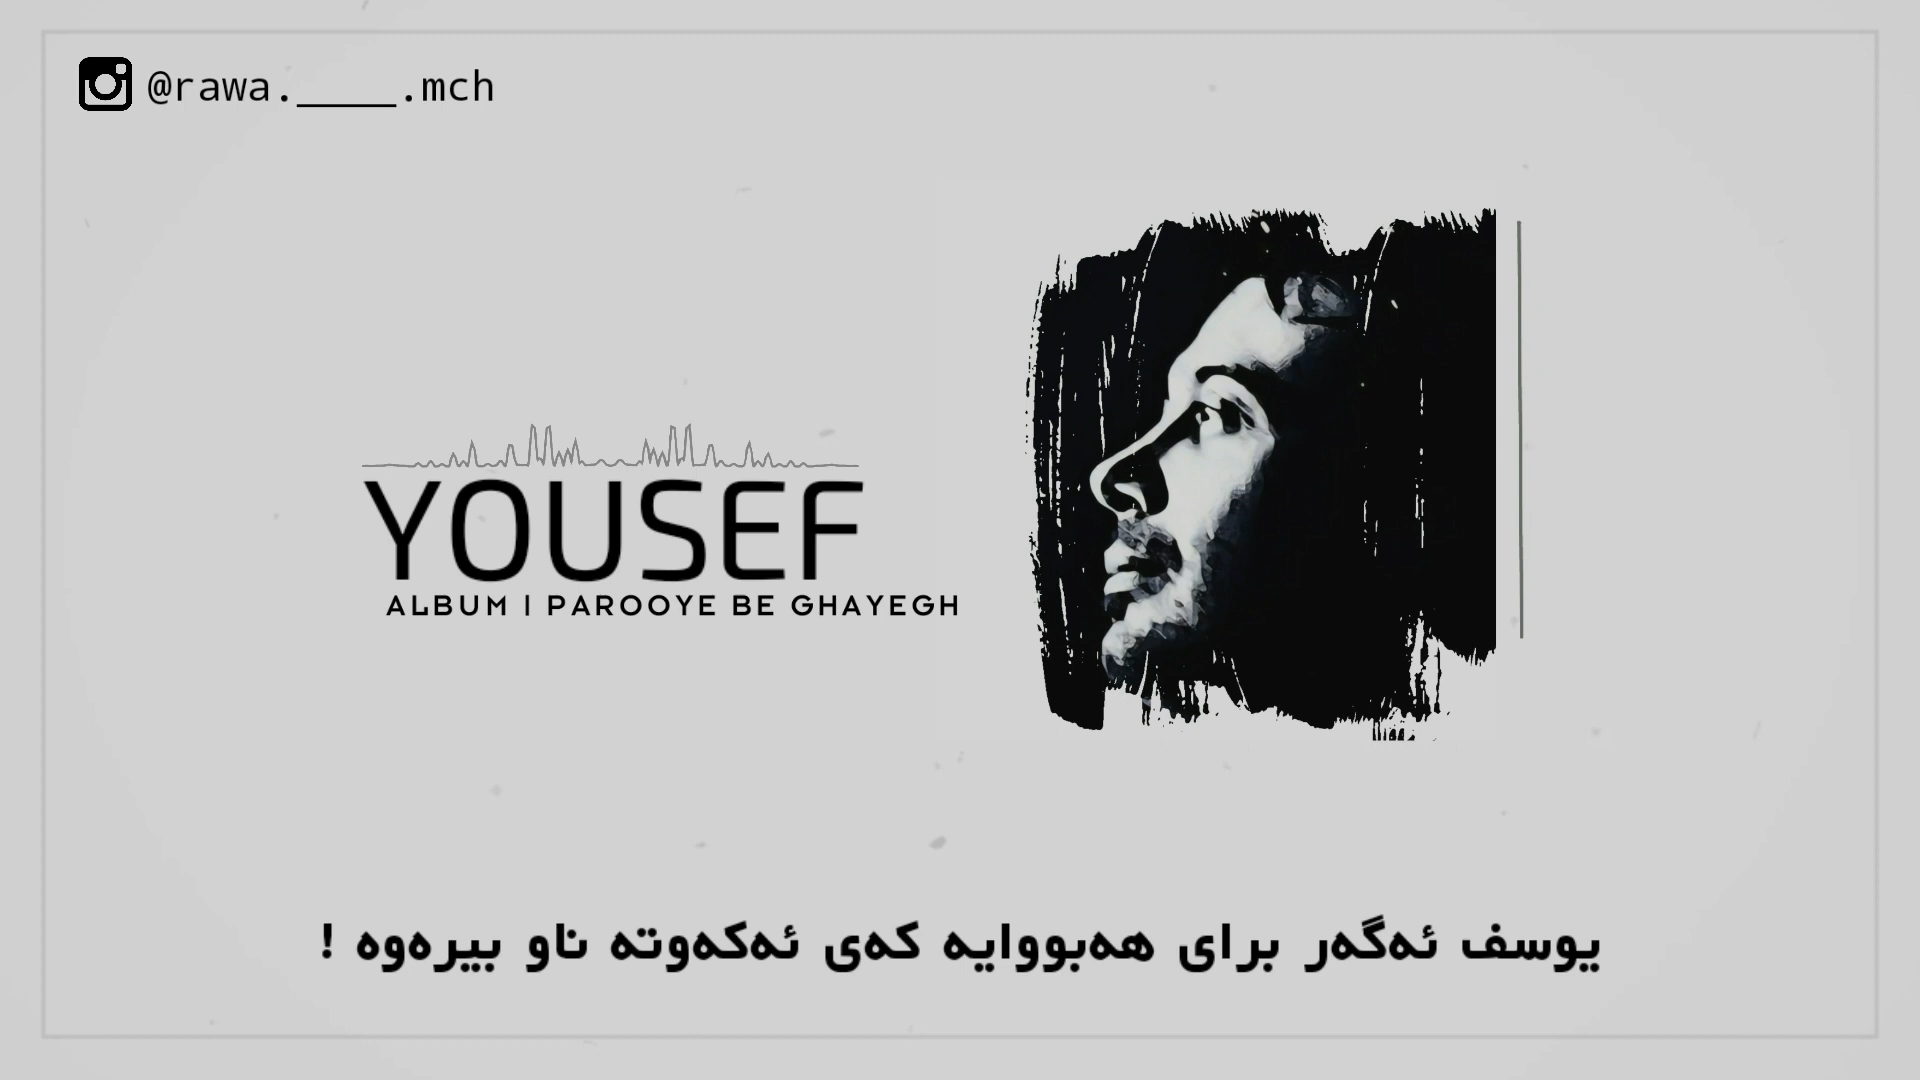 @rawa.____.mch
YOUSEF
ALBUM | PAROOYE BE GHAYEGH
یوسف ئەگەر برای هەبووایە کەی ئەکەوتە ناو بیرەوە !